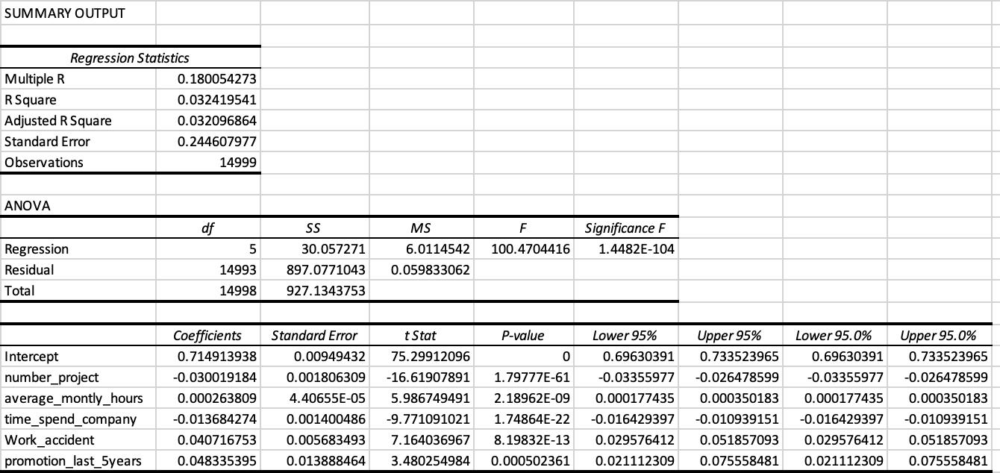 SUMMARY OUTPUT
Regression Statistics
Multiple R 0.180054273
R Square 0.032419541
Adjusted R Square 0.032096864
Standard Error 0.244607977
Observations 14999
ANOVA
df SS MS F Significance F
Regression 5 30.057271 6.0114542 100.4704416 1.4482E-104
Residual 14993 897.0771043 0.059833062
Total 14998 927.1343753
Coefficients Standard Error t Stat P-value Lower 95% Upper 95% Lower 95.0% Upper 95.0%
Intercept 0.714913938 0.00949432 75.29912096 0 0.69630391 0.733523965 0.69630391 0.733523965
number_project -0.030019184 0.001806309 -16.61907891 1.79777E-61 -0.03355977 -0.026478599 -0.03355977 -0.026478599
average_montly_hours 0.000263809 4.40655E-05 5.986749491 2.18962E-09 0.000177435 0.000350183 0.000177435 0.000350183
time_spend_company -0.013684274 0.001400486 -9.771091021 1.74864E-22 -0.016429397 -0.010939151 -0.016429397 -0.010939151
Work_accident 0.040716753 0.005683493 7.164036967 8.19832E-13 0.029576412 0.051857093 0.029576412 0.051857093
promotion_last_5years 0.048335395 0.013888464 3.480254984 0.000502361 0.021112309 0.075558481 0.021112309 0.075558481